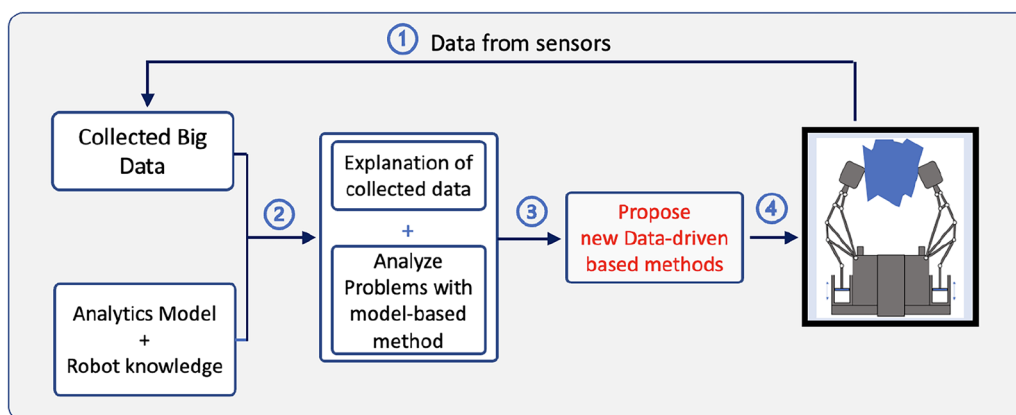 ① Data from sensors
Collected Big
Data
②
Analytics Model
+
Robot knowledge
Explanation of
collected data
+
Analyze
Problems with
model-based
method
③
Propose
new Data-driven
based methods
④